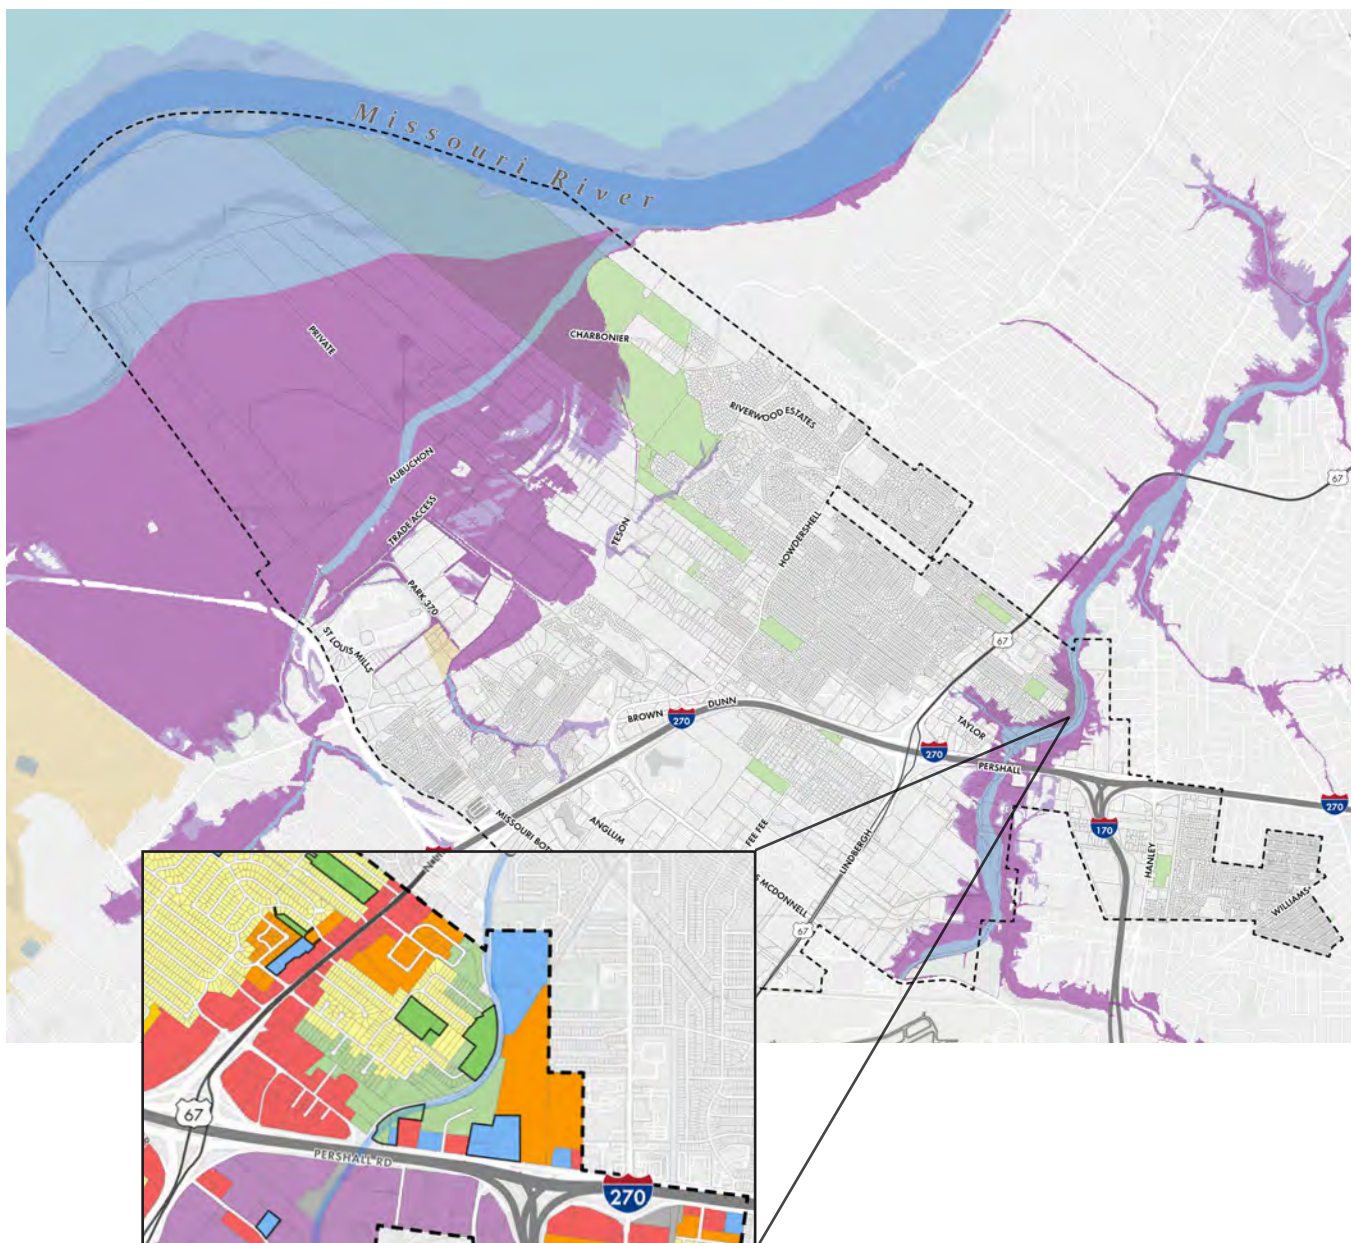 Missouri River
PRIVATE
CHARBONIER
RIVERWOOD ESTATES
AUBUCHON
67
TRADE ACCESS
TESON
HOWDERSHELL
PARK 370
ST LOUIS MILLS
67
BROWN
270
DUNN
TAYLOR
270
PERSHALL
270
170
MISSOURI BOT
ANGLUM
FEE FEE
LINDBERGH
HANLEY
MCDONNELL
WILLIAMS
67
67
PERSHALL RD
270